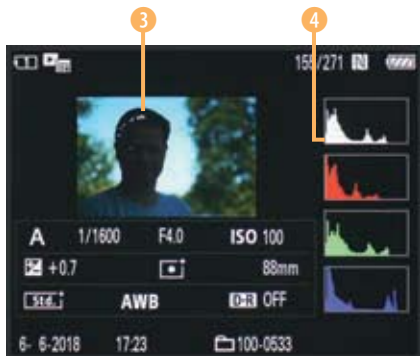 3 4
155/271 N
A 1/1600 F4.0 ISO 100
+0.7 88mm
Std. AWB D-R OFF
6- 6-2018 17:23 100-0533